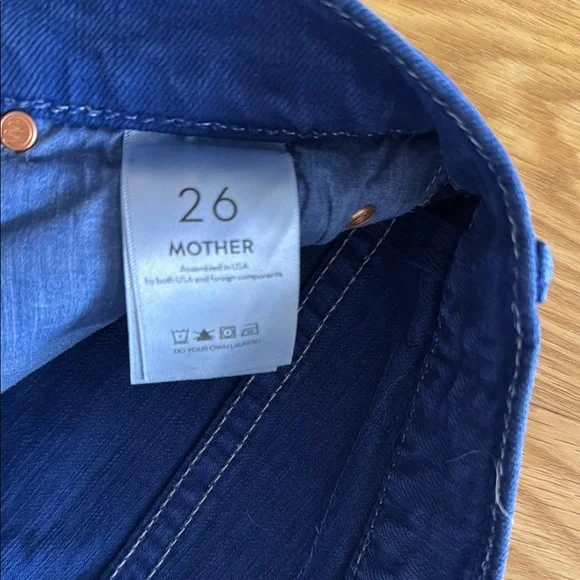 26
MOTHER
Assembled in USA
by both USA and foreign components
DO YOUR OWN LAUNDRY